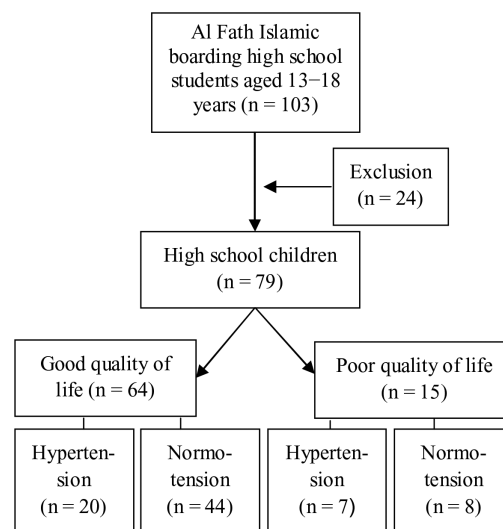 Al Fath Islamic
boarding high school
students aged 13−18
years (n = 103)
Exclusion
(n = 24)
High school children
(n = 79)
Good quality of
life (n = 64)
Poor quality of life
(n = 15)
Hyperten-
sion
(n = 20)
Normo-
tension
(n = 44)
Hyperten-
sion
(n = 7)
Normo-
tension
(n = 8)